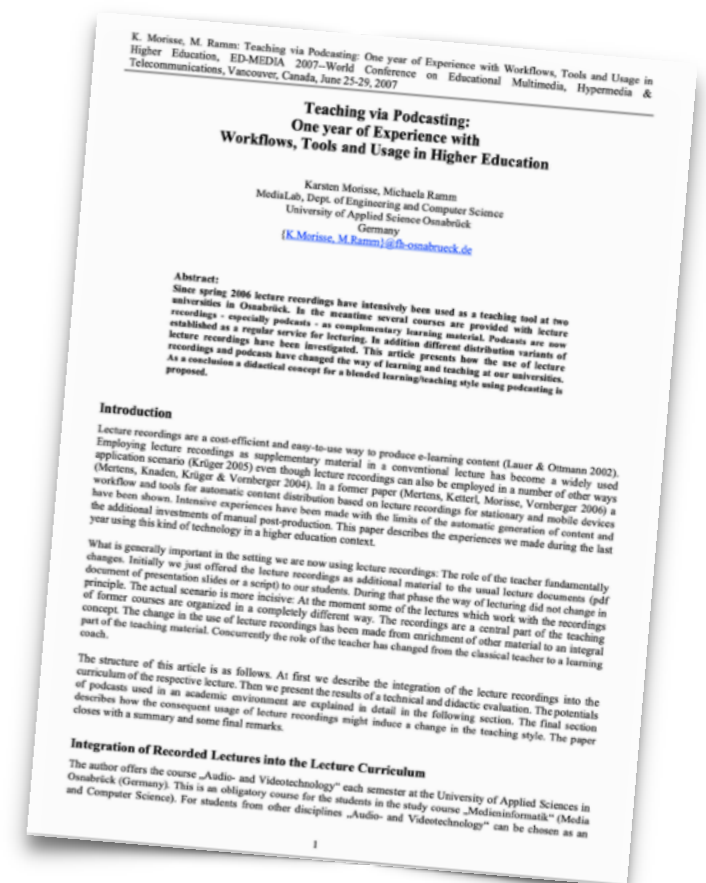 K. Morisse, M. Ramm: Teaching via Podcasting: One year of Experience with Workflows, Tools and Usage in
Higher Education, ED-MEDIA 2007--World Conference on Educational Multimedia, Hypermedia &
Telecommunications, Vancouver, Canada, June 25-29, 2007
Teaching via Podcasting:
One year of Experience with
Workflows, Tools and Usage in Higher Education
Karsten Morisse, Michaela Ramm
MediaLab, Dept. of Engineering and Computer Science
University of Applied Science Osnabrück
Germany
{K.Morisse, M.Ramm}@fh-osnabrueck.de
Abstract:
Since spring 2006 lecture recordings have intensively been used as a teaching tool at two
universities in Osnabrück. In the meantime several courses are provided with lecture
recordings - especially podcasts - as complementary learning material. Podcasts are now
established as a regular service for lecturing. In addition different distribution variants of
lecture recordings have been investigated. This article presents how the use of lecture
recordings and podcasts have changed the way of learning and teaching at our universities.
As a conclusion a didactical concept for a blended learning/teaching style using podcasting is
proposed.
Introduction
Lecture recordings are a cost-efficient and easy-to-use way to produce e-learning content (Lauer & Ottmann 2002).
Employing lecture recordings as supplementary material in a conventional lecture has become a widely used
application scenario (Krüger 2005) even though lecture recordings can also be employed in a number of other ways
(Mertens, Knaden, Krüger & Vornberger 2004). In a former paper (Mertens, Ketterl, Morisse, Vornberger 2006) a
workflow and tools for automatic content distribution based on lecture recordings for stationary and mobile devices
have been shown. Intensive experiences have been made with the limits of the automatic generation of content and
the additional investments of manual post-production. This paper describes the experiences we made during the last
year using this kind of technology in a higher education context.
What is generally important in the setting we are now using lecture recordings: The role of the teacher fundamentally
changes. Initially we just offered the lecture recordings as additional material to the usual lecture documents (pdf
document of presentation slides or a script) to our students. During that phase the way of lecturing did not change in
principle. The actual scenario is more incisive: At the moment some of the lectures which work with the recordings
of former courses are organized in a completely different way. The recordings are a central part of the teaching
concept. The change in the use of lecture recordings has been made from enrichment of other material to an integral
part of the teaching material. Concurrently the role of the teacher has changed from the classical teacher to a learning
coach.
The structure of this article is as follows. At first we describe the integration of the lecture recordings into the
curriculum of the respective lecture. Then we present the results of a technical and didactic evaluation. The potentials
of podcasts used in an academic environment are explained in detail in the following section. The final section
describes how the consequent usage of lecture recordings might induce a change in the teaching style. The paper
closes with a summary and some final remarks.
Integration of Recorded Lectures into the Lecture Curriculum
The author offers the course „Audio- and Videotechnology“ each semester at the University of Applied Sciences in
Osnabrück (Germany). This is an obligatory course for the students in the study course „Medieninformatik“ (Media
and Computer Science). For students from other disciplines „Audio- and Videotechnology“ can be chosen as an
1